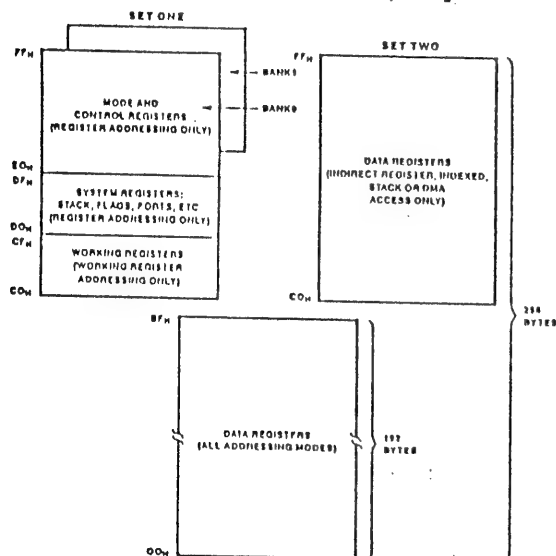 SET ONE
FFH
BANK1
BANK0
MODE AND
CONTROL REGISTERS
(REGISTER ADDRESSING ONLY)
E0H
DFH
SYSTEM REGISTERS:
STACK, FLAGS, PORTS, ETC
(REGISTER ADDRESSING ONLY)
D0H
CFH
WORKING REGISTERS
(WORKING REGISTER
ADDRESSING ONLY)
C0H
SET TWO
FFH
DATA REGISTERS
(INDIRECT REGISTER, INDEXED,
STACK OR DMA
ACCESS ONLY)
C0H
256
BYTES
BFH
DATA REGISTERS
(ALL ADDRESSING MODES)
192
BYTES
00H